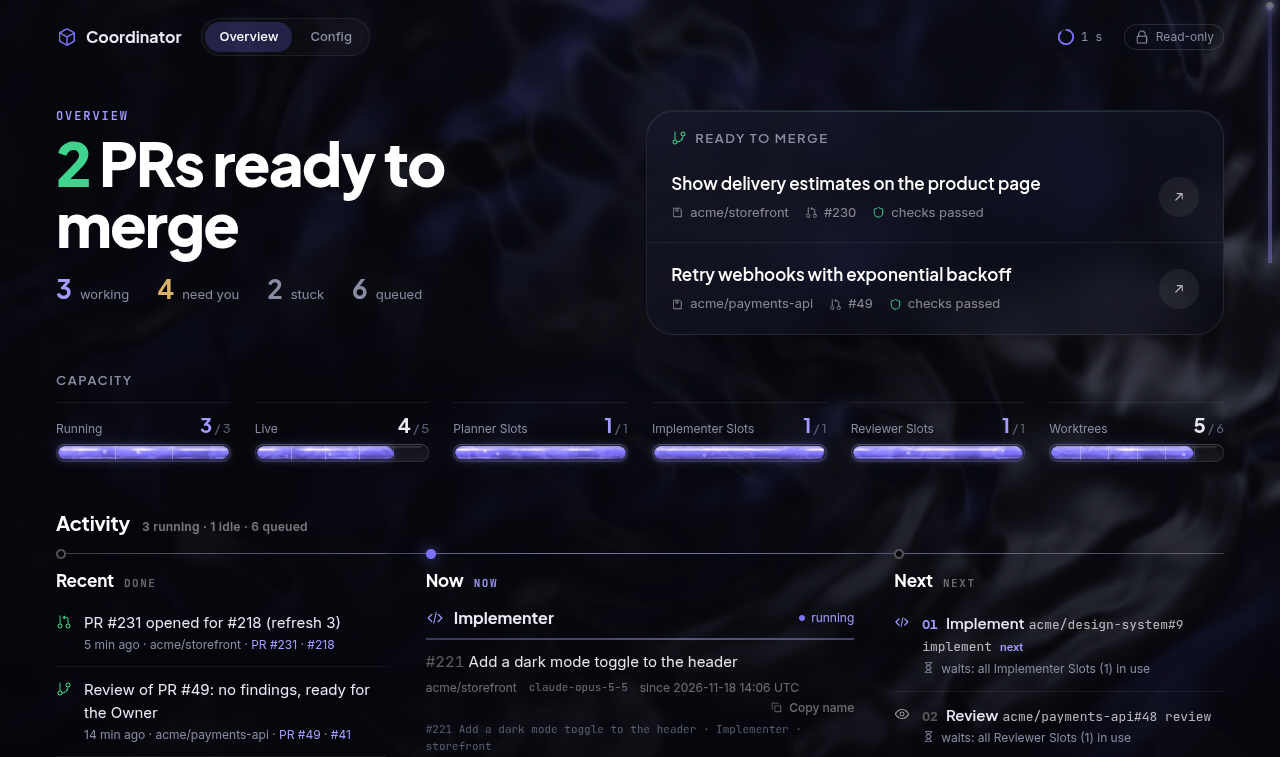 Coordinator
Overview
Config
1 s
Read-only
OVERVIEW
2 PRs ready to
merge
3 working
4 need you
2 stuck
6 queued
READY TO MERGE
Show delivery estimates on the product page
acme/storefront #230 checks passed
Retry webhooks with exponential backoff
acme/payments-api #49 checks passed
CAPACITY
Running 3 / 3
Live 4 / 5
Planner Slots 1 / 1
Implementer Slots 1 / 1
Reviewer Slots 1 / 1
Worktrees 5 / 6
Activity 3 running · 1 idle · 6 queued
Recent DONE
PR #231 opened for #218 (refresh 3)
5 min ago · acme/storefront · PR #231 · #218
Review of PR #49: no findings, ready for
the Owner
14 min ago · acme/payments-api · PR #49 · #41
Now NOW
Implementer running
#221 Add a dark mode toggle to the header
acme/storefront claude-opus-5-5 since 2026-11-18 14:06 UTC
Copy name
#221 Add a dark mode toggle to the header · Implementer ·
storefront
Next NEXT
01 Implement acme/design-system#9
implement next
waits: all Implementer Slots (1) in use
02 Review acme/payments-api#48 review
waits: all Reviewer Slots (1) in use